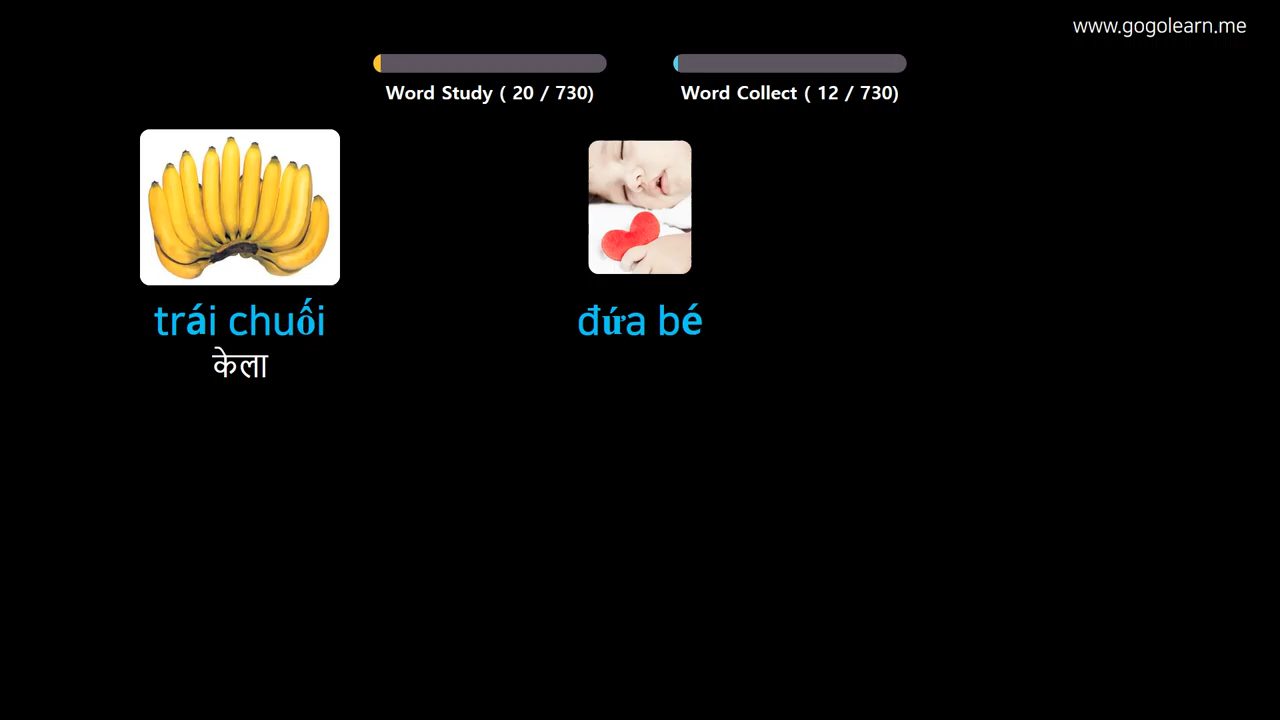 www.gogolearn.me
Word Study ( 20 / 730)
Word Collect ( 12 / 730)
trái chuối
केला
đứa bé